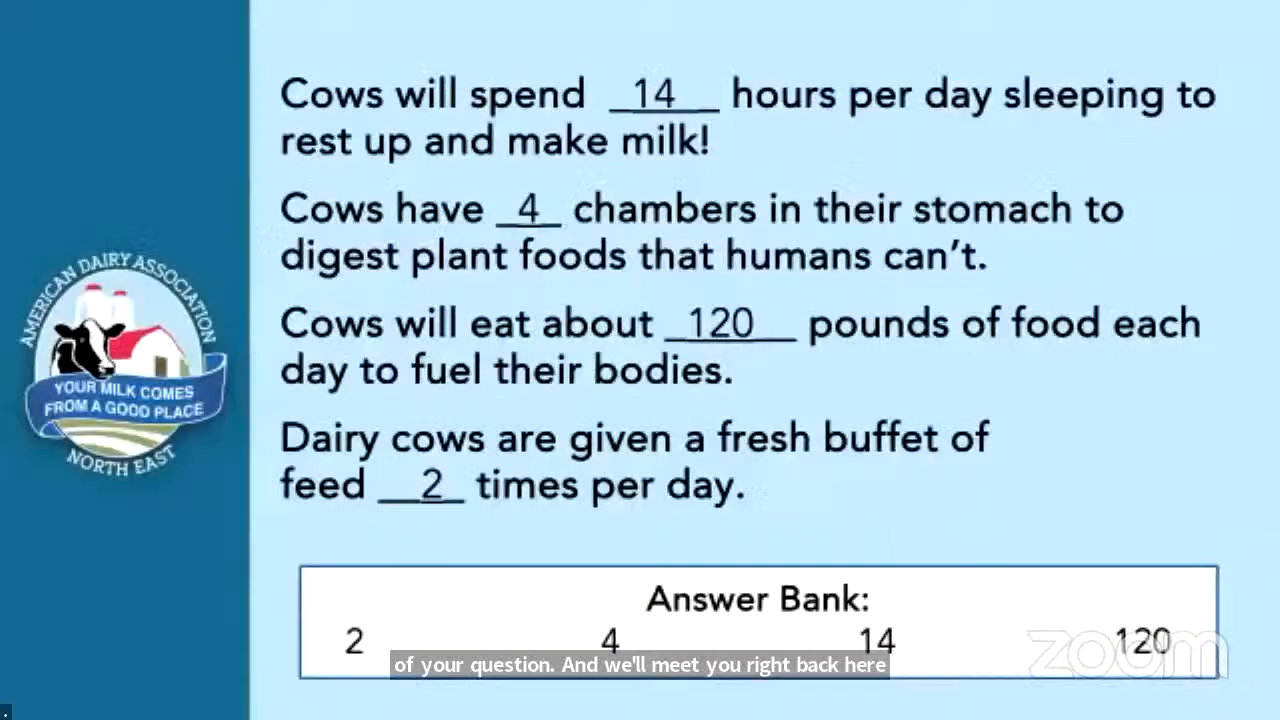 Cows will spend _14__ hours per day sleeping to
rest up and make milk!
Cows have _4_ chambers in their stomach to
digest plant foods that humans can't.
Cows will eat about _120__ pounds of food each
day to fuel their bodies.
Dairy cows are given a fresh buffet of
feed __2_ times per day.
AMERICAN DAIRY ASSOCIATION
YOUR MILK COMES
FROM A GOOD PLACE
NORTH EAST
Answer Bank:
2 4 14 120
zoom
of your question. And we'll meet you right back here
.